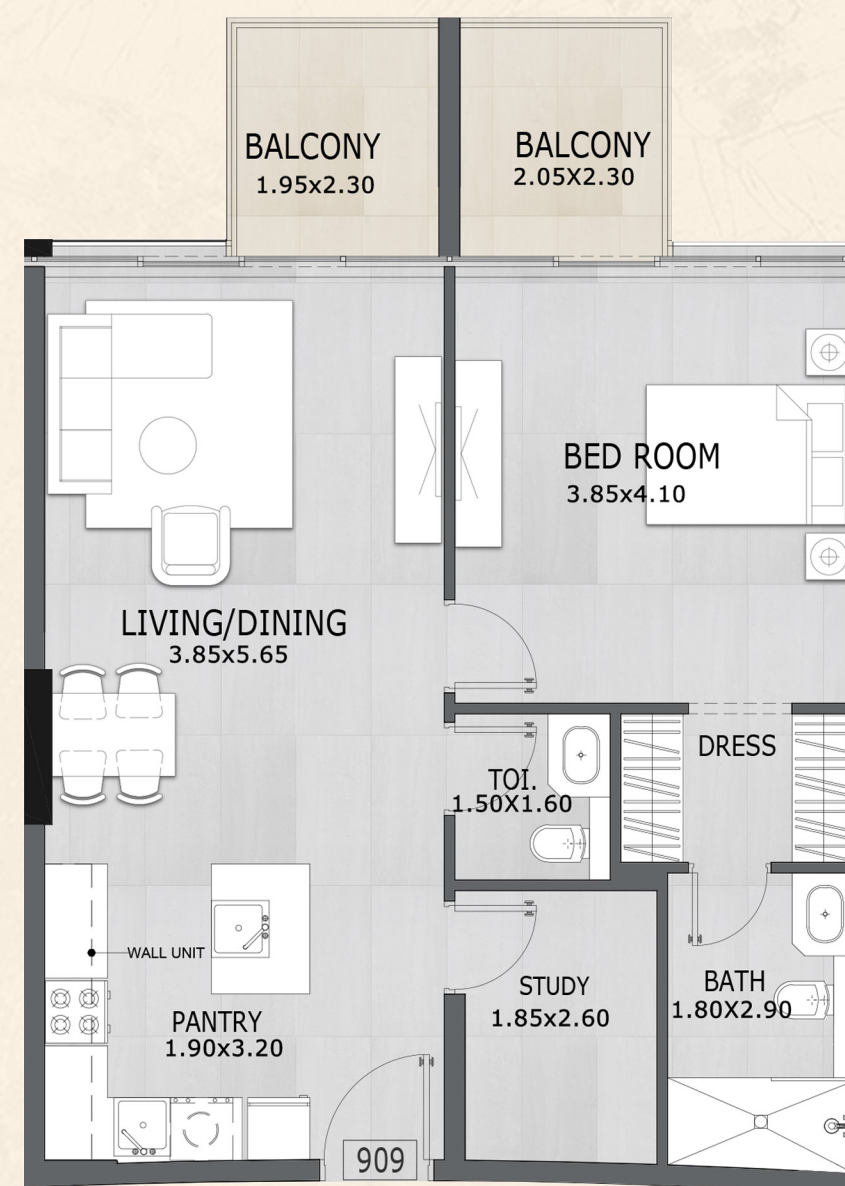 BALCONY
1.95x2.30
BALCONY
2.05X2.30
BED ROOM
3.85x4.10
LIVING/DINING
3.85x5.65
DRESS
TOI.
1.50X1.60
WALL UNIT
STUDY
1.85x2.60
BATH
1.80X2.90
PANTRY
1.90x3.20
909